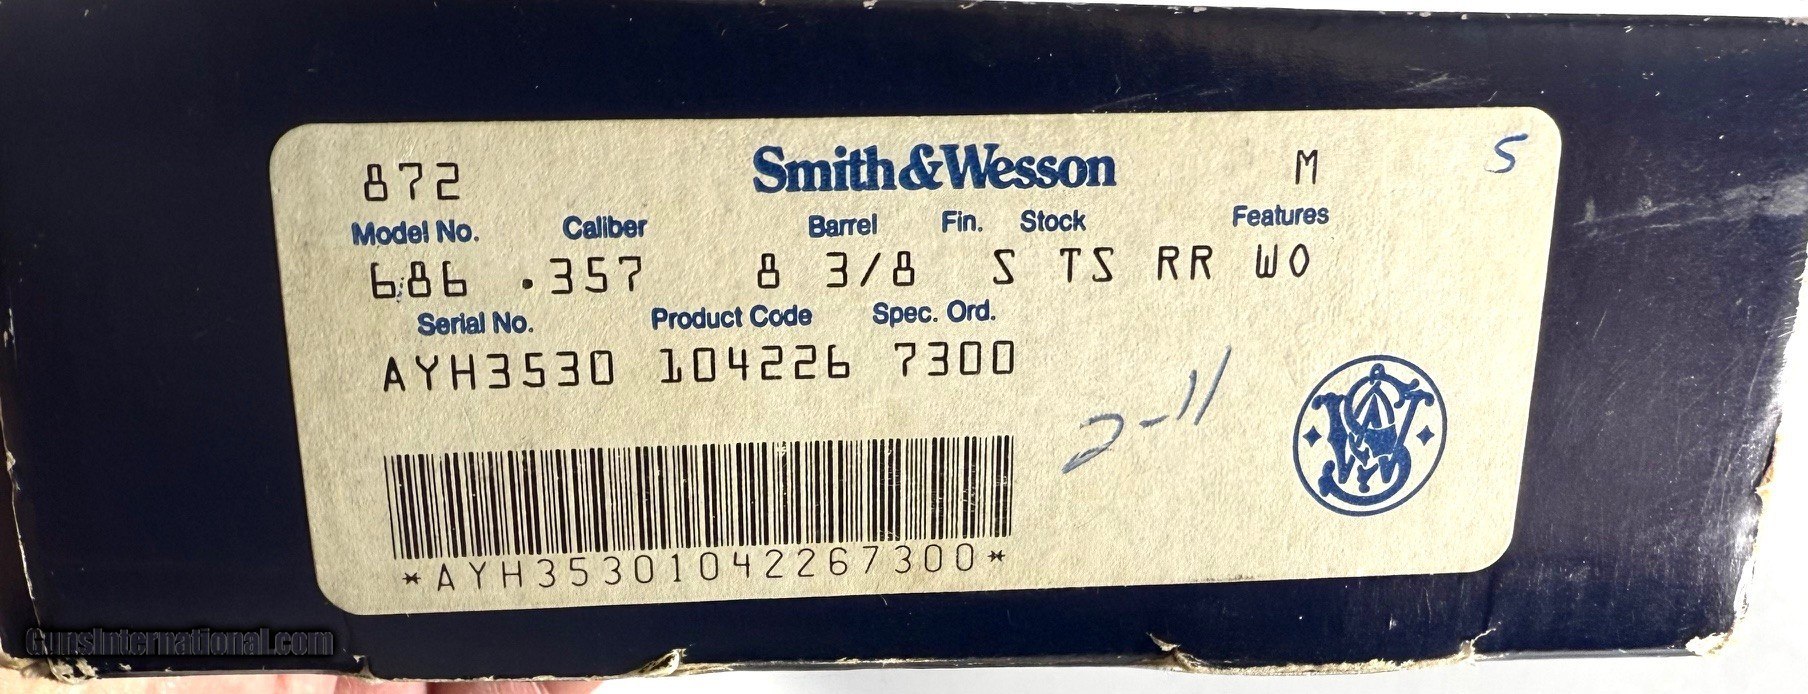 872 Smith & Wesson M 5
Model No. Caliber Barrel Fin. Stock Features
686 .357 8 3/8 S TS RR WO
Serial No. Product Code Spec. Ord.
AYH3530 104226 7300
2-11
*AYH35301042267300*
GunsInternational.com